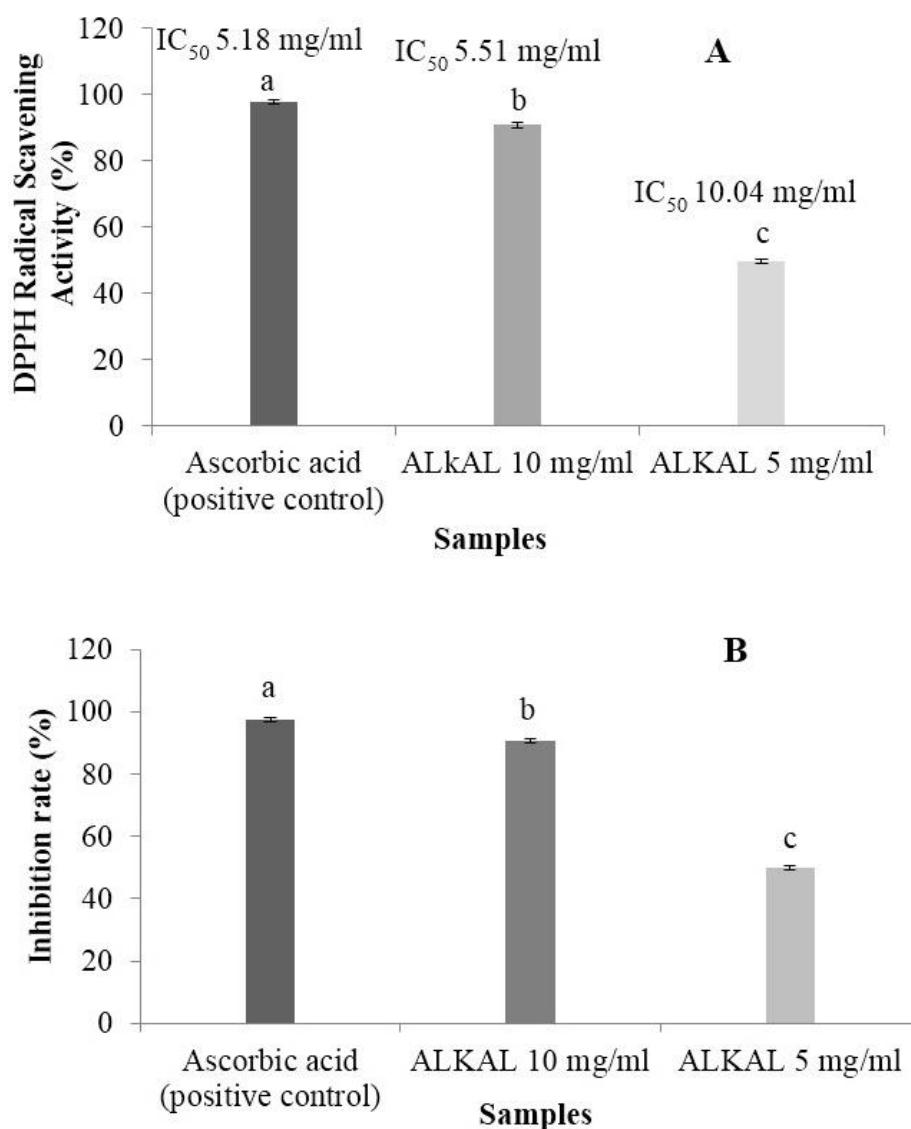 120
IC50 5.18 mg/ml
IC50 5.51 mg/ml
A
a
b
100
80
IC50 10.04 mg/ml
c
60
40
20
0
DPPH Radical Scavening
Activity (%)
Ascorbic acid
(positive control)
ALkAL 10 mg/ml
ALKAL 5 mg/ml
Samples
120
B
a
b
100
80
60
c
40
20
0
Inhibition rate (%)
Ascorbic acid
(positive control)
ALKAL 10 mg/ml
ALKAL 5 mg/ml
Samples